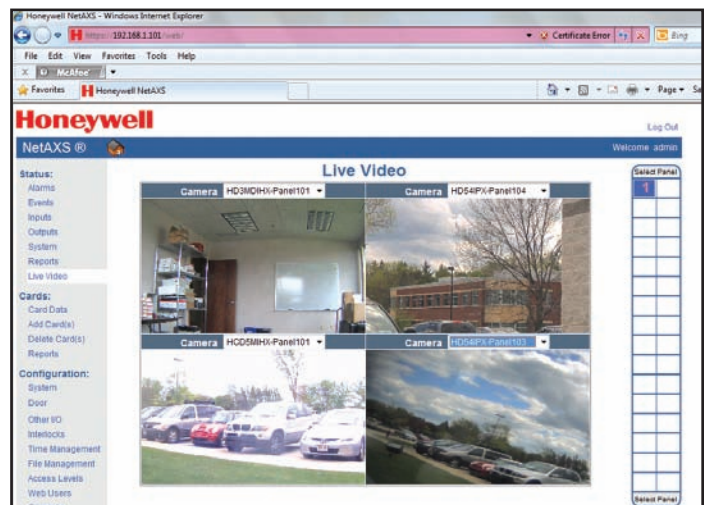 Honeywell NetAXS - Windows Internet Explorer
https://192.168.1.101/web/
Certificate Error
Bing
File Edit View Favorites Tools Help
X McAfee
Favorites Honeywell NetAXS
Page
Honeywell
Log Out
NetAXS ®
Welcome admin
Live Video
Status:
Alarms
Events
Inputs
Outputs
System
Reports
Live Video
Cards:
Card Data
Add Card(s)
Delete Card(s)
Reports
Configuration:
System
Door
Other I/O
Interlocks
Time Management
File Management
Access Levels
Web Users
Camera HD3MDIHX-Panel101
Camera HD54IPX-Panel104
Camera HCD5MIHX-Panel101
Camera HD54IPX-Panel103
Select Panel
1
Select Panel